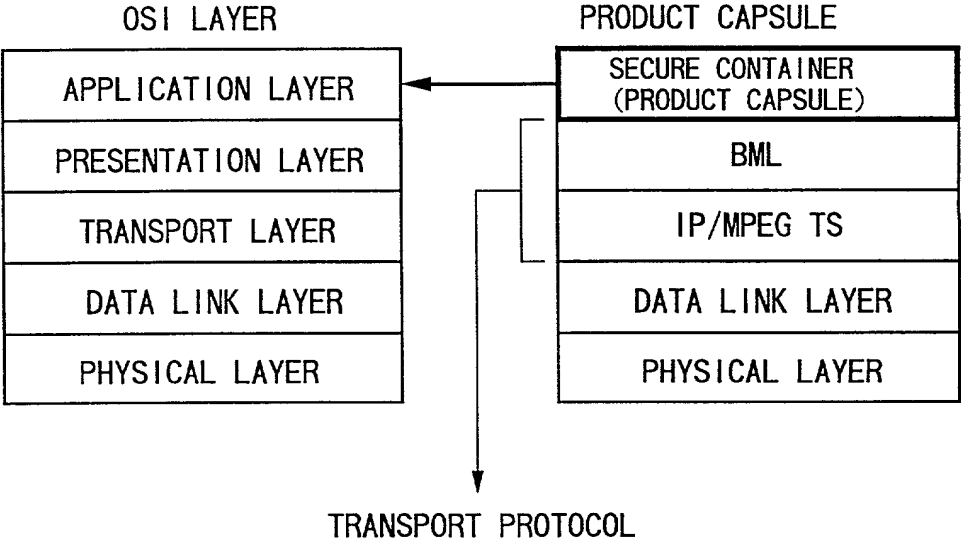 OSI LAYER
APPLICATION LAYER
PRESENTATION LAYER
TRANSPORT LAYER
DATA LINK LAYER
PHYSICAL LAYER
PRODUCT CAPSULE
SECURE CONTAINER
(PRODUCT CAPSULE)
BML
IP/MPEG TS
DATA LINK LAYER
PHYSICAL LAYER
TRANSPORT PROTOCOL